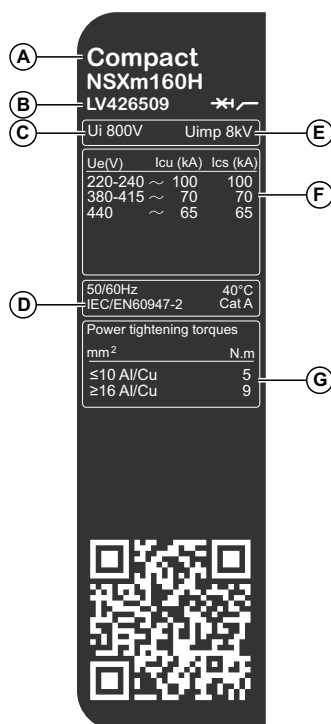 A
Compact
NSXm160H
B
LV426509
C
Ui 800V Uimp 8kV
E
Ue(V) Icu (kA) Ics (kA)
220-240 ~ 100 100
380-415 ~ 70 70
440 ~ 65 65
F
D
50/60Hz 40°C
IEC/EN60947-2 Cat A
Power tightening torques
mm² N.m
≤10 Al/Cu 5
≥16 Al/Cu 9
G